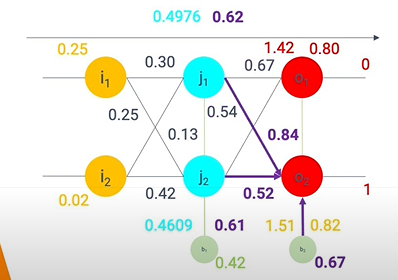 0.4976 0.62
0.25 0.30 1.42 0.67 0.80 0
i1 j1 o1
0.25 0.54
0.13 0.84
i2 j2 o2
0.02 0.42 0.52 1
0.4609 0.61 1.51 0.82
b1 0.42 b2 0.67